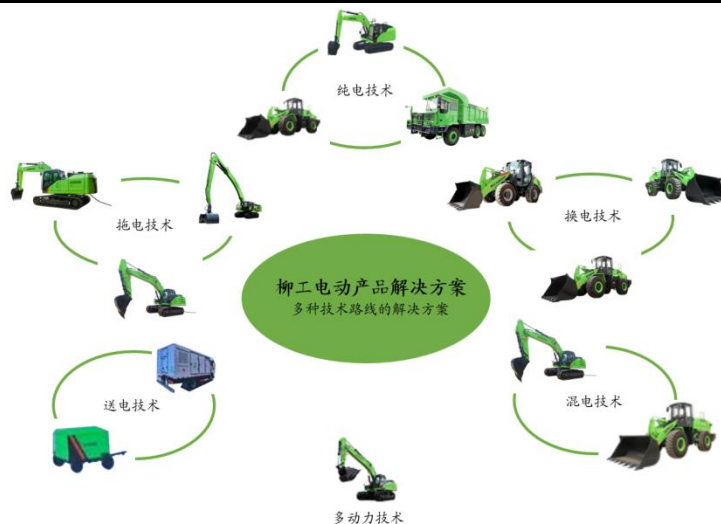 纯电技术
拖电技术
换电技术
柳工电动产品解决方案
多种技术路线的解决方案
送电技术
混电技术
多动力技术